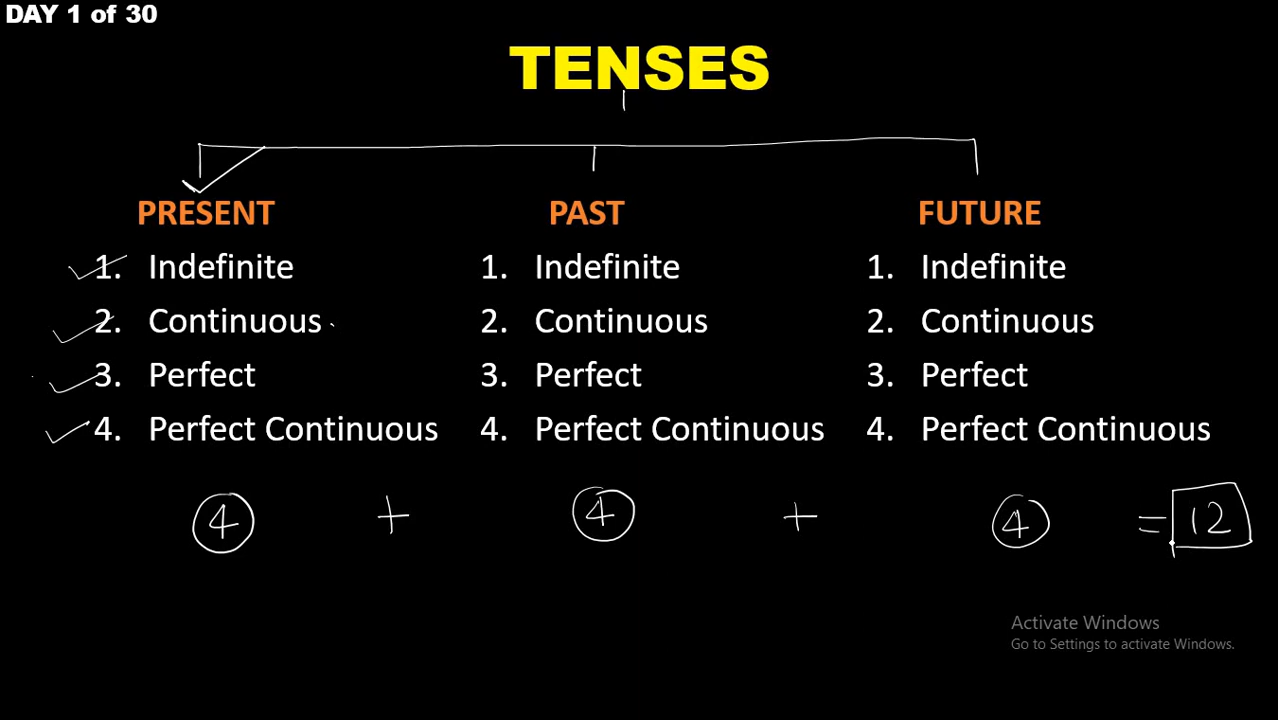 DAY 1 of 30
TENSES
PRESENT PAST FUTURE
1. Indefinite 1. Indefinite 1. Indefinite
2. Continuous 2. Continuous 2. Continuous
3. Perfect 3. Perfect 3. Perfect
4. Perfect Continuous 4. Perfect Continuous 4. Perfect Continuous
4 + 4 + 4 = 12
Activate Windows
Go to Settings to activate Windows.